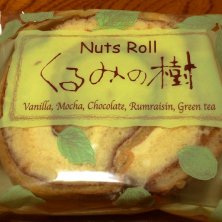 Nuts Roll
くるみの樹
Vanilla, Mocha, Chocolate, Rumraisin, Green tea